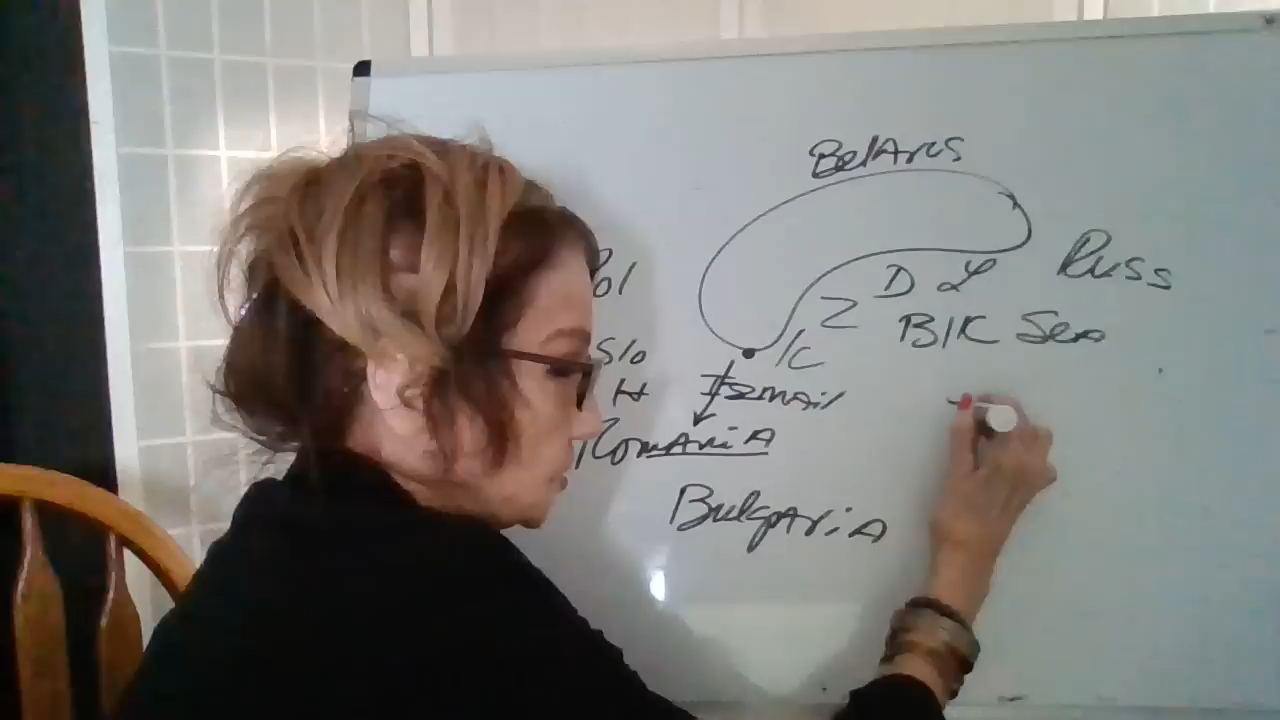 BelArus
Pol
D L
Russ
Z
Blk Sea
Slo
K
H
Izmail
RomAniA
BulgAriA